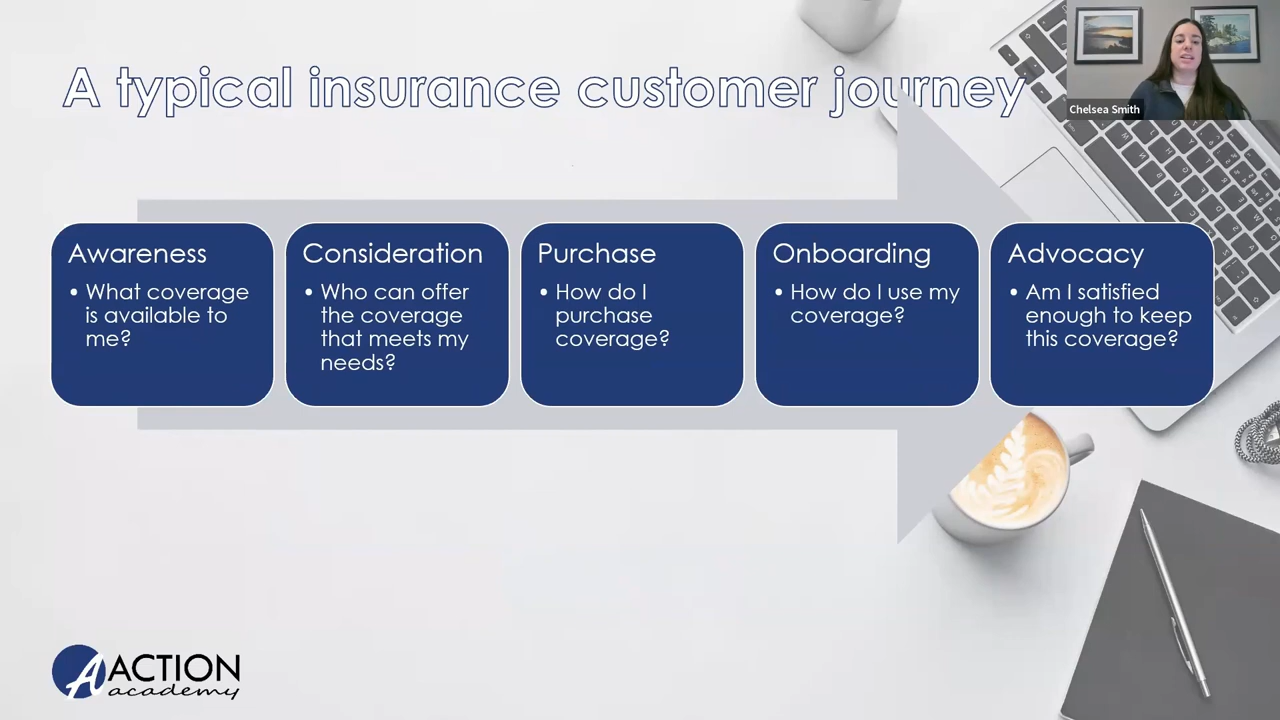 A typical insurance customer journey
Chelsea Smith
Awareness
• What coverage
is available to
me?
Consideration
• Who can offer
the coverage
that meets my
needs?
Purchase
• How do I
purchase
coverage?
Onboarding
• How do I use my
coverage?
Advocacy
• Am I satisfied
enough to keep
this coverage?
A ACTION
academy